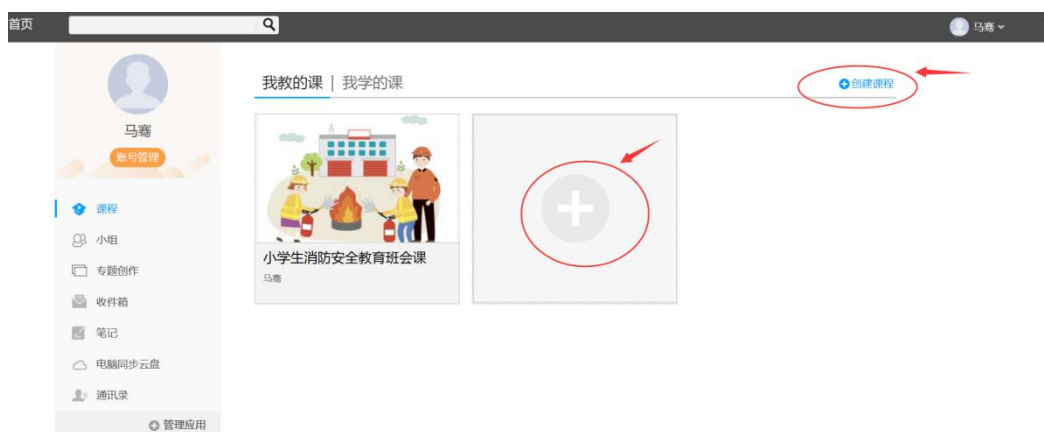 首页
马骞
马骞
账号管理
课程
小组
专题创作
收件箱
笔记
电脑同步云盘
通讯录
管理应用
我教的课 | 我学的课
创建课程
小学生消防安全教育班会课
马骞